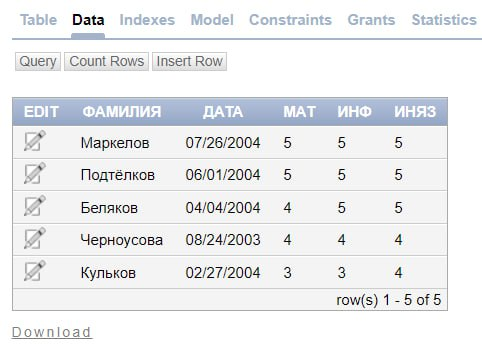 Table Data Indexes Model Constraints Grants Statistics
Query Count Rows Insert Row
EDIT ФАМИЛИЯ ДАТА МАТ ИНФ ИНЯЗ
Маркелов 07/26/2004 5 5 5
Подтёлков 06/01/2004 5 5 5
Беляков 04/04/2004 4 5 5
Черноусова 08/24/2003 4 4 4
Кульков 02/27/2004 3 3 4
row(s) 1 - 5 of 5
Download